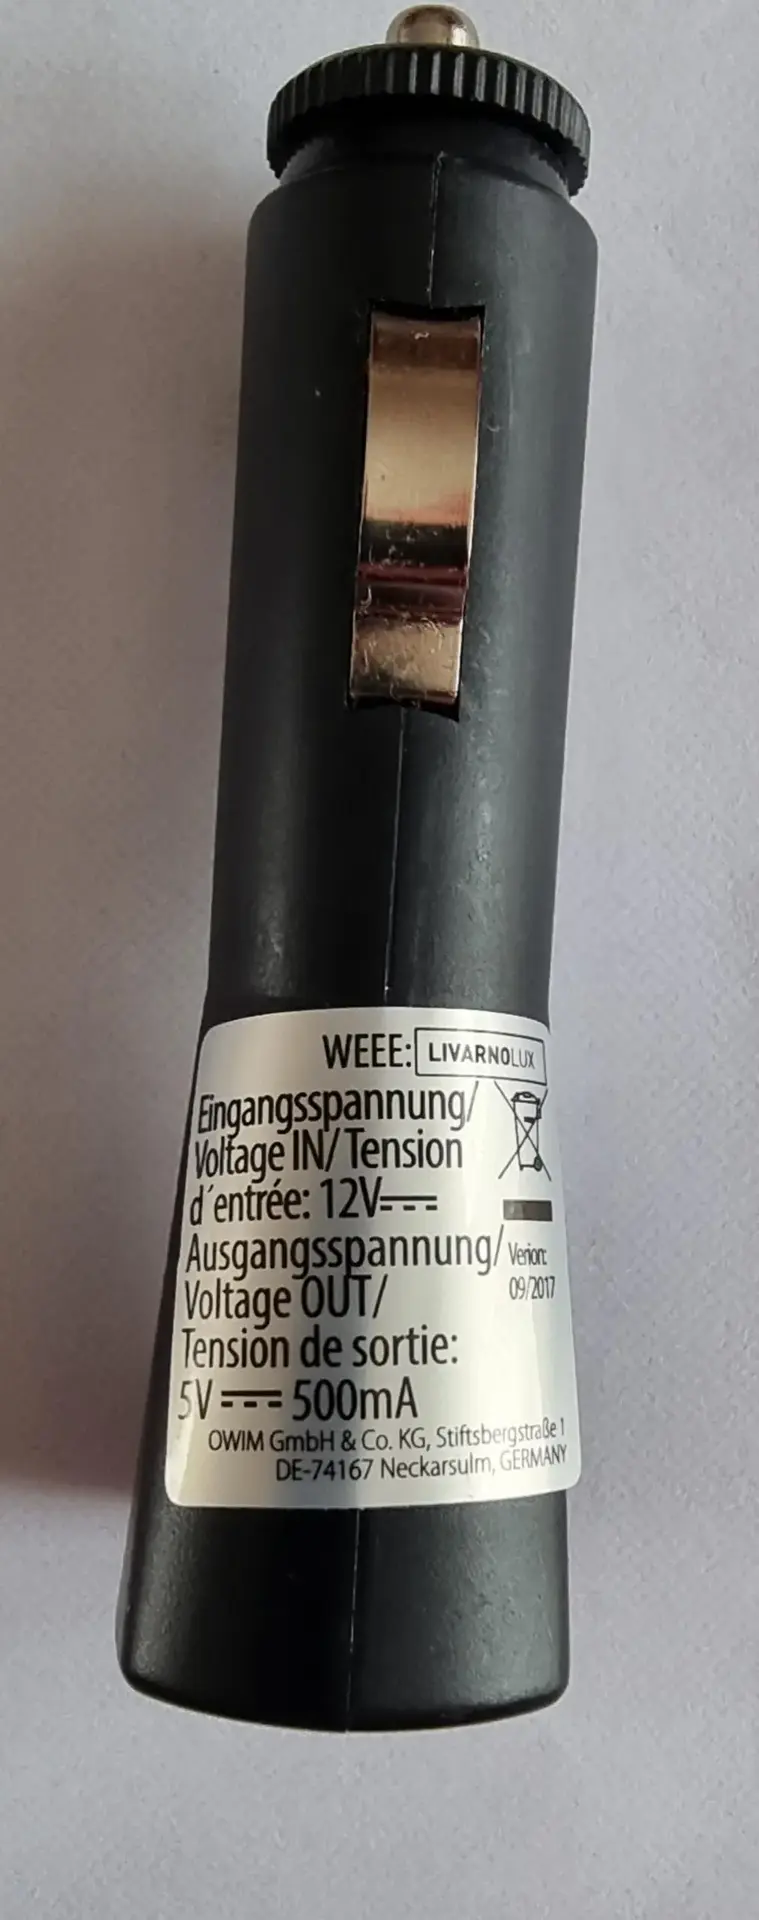 WEEE: LIVARNOLUX
Eingangsspannung/
Voltage IN/ Tension
d´entrée: 12V
Ausgangsspannung/
Voltage OUT/
Tension de sortie:
5V 500mA
Verion:
09/2017
OWIM GmbH & Co. KG, Stiftsbergstraße 1
DE-74167 Neckarsulm, GERMANY